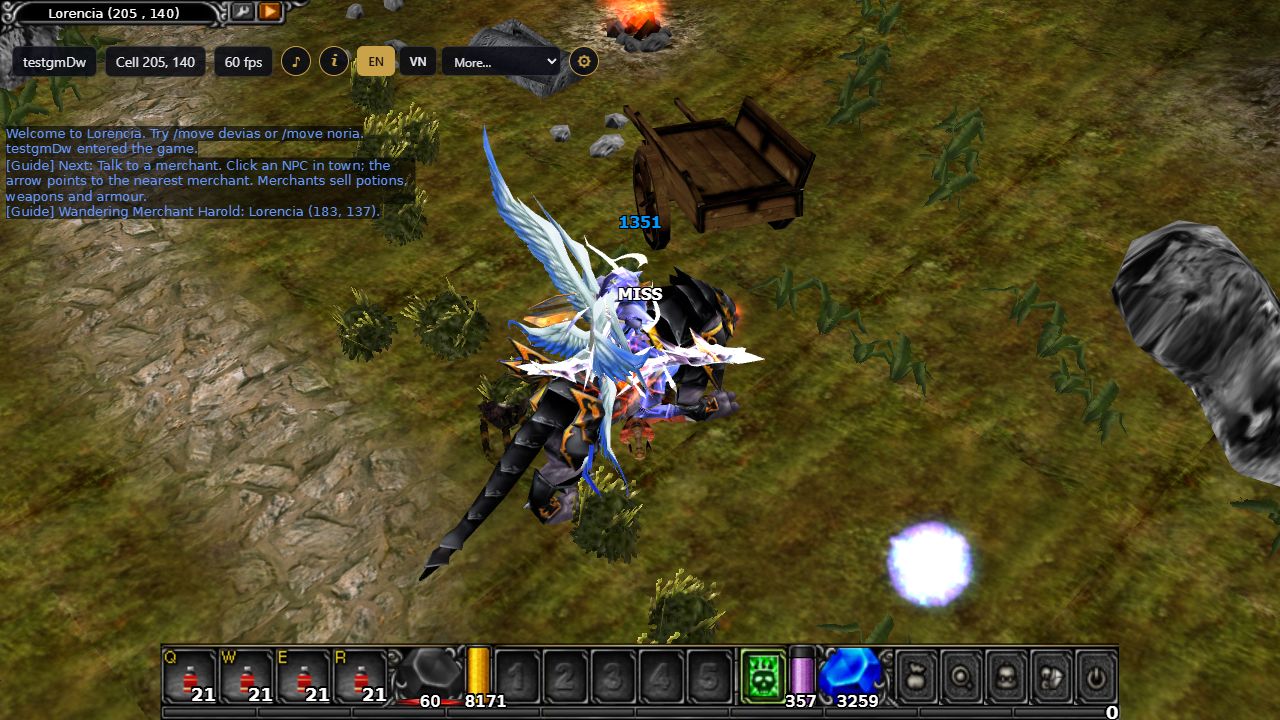 Lorencia (205 , 140)
testgmDw
Cell 205, 140
60 fps
EN
VN
More...
Welcome to Lorencia. Try /move devias or /move noria.
testgmDw entered the game.
[Guide] Next: Talk to a merchant. Click an NPC in town; the
arrow points to the nearest merchant. Merchants sell potions,
weapons and armour.
[Guide] Wandering Merchant Harold: Lorencia (183, 137).
1351
MISS
Q W E R
1 2 3 4 5
21 21 21 21 60 8171 357 3259
0